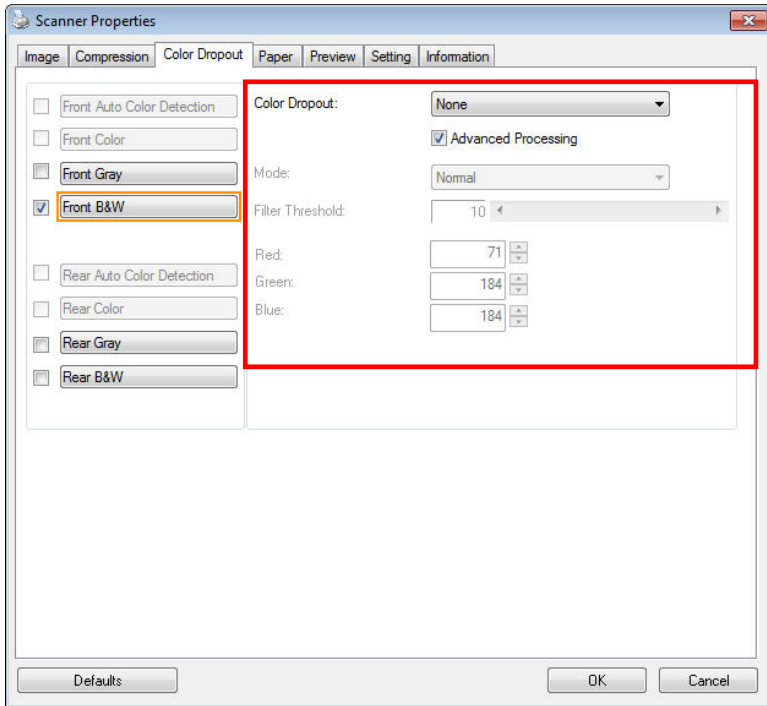 Scanner Properties
Image Compression Color Dropout Paper Preview Setting Information
Front Auto Color Detection
Front Color
Front Gray
Front B&W
Rear Auto Color Detection
Rear Color
Rear Gray
Rear B&W
Color Dropout: None
Advanced Processing
Mode: Normal
Filter Threshold: 10
Red: 71
Green: 184
Blue: 184
Defaults OK Cancel